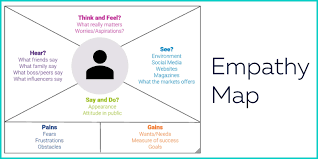 Think and Feel?
What really matters
Worries/Aspirations?
Hear?
What friends say
What family say
What boss/peers say
What influencers say
See?
Environment
Social Media
Websites
Magazines
What the markets offers
Say and Do?
Appearance
Attitude in public
Pains
Fears
Frustrations
Obstacles
Gains
Wants/Needs
Measure of success
Goals
Empathy
Map